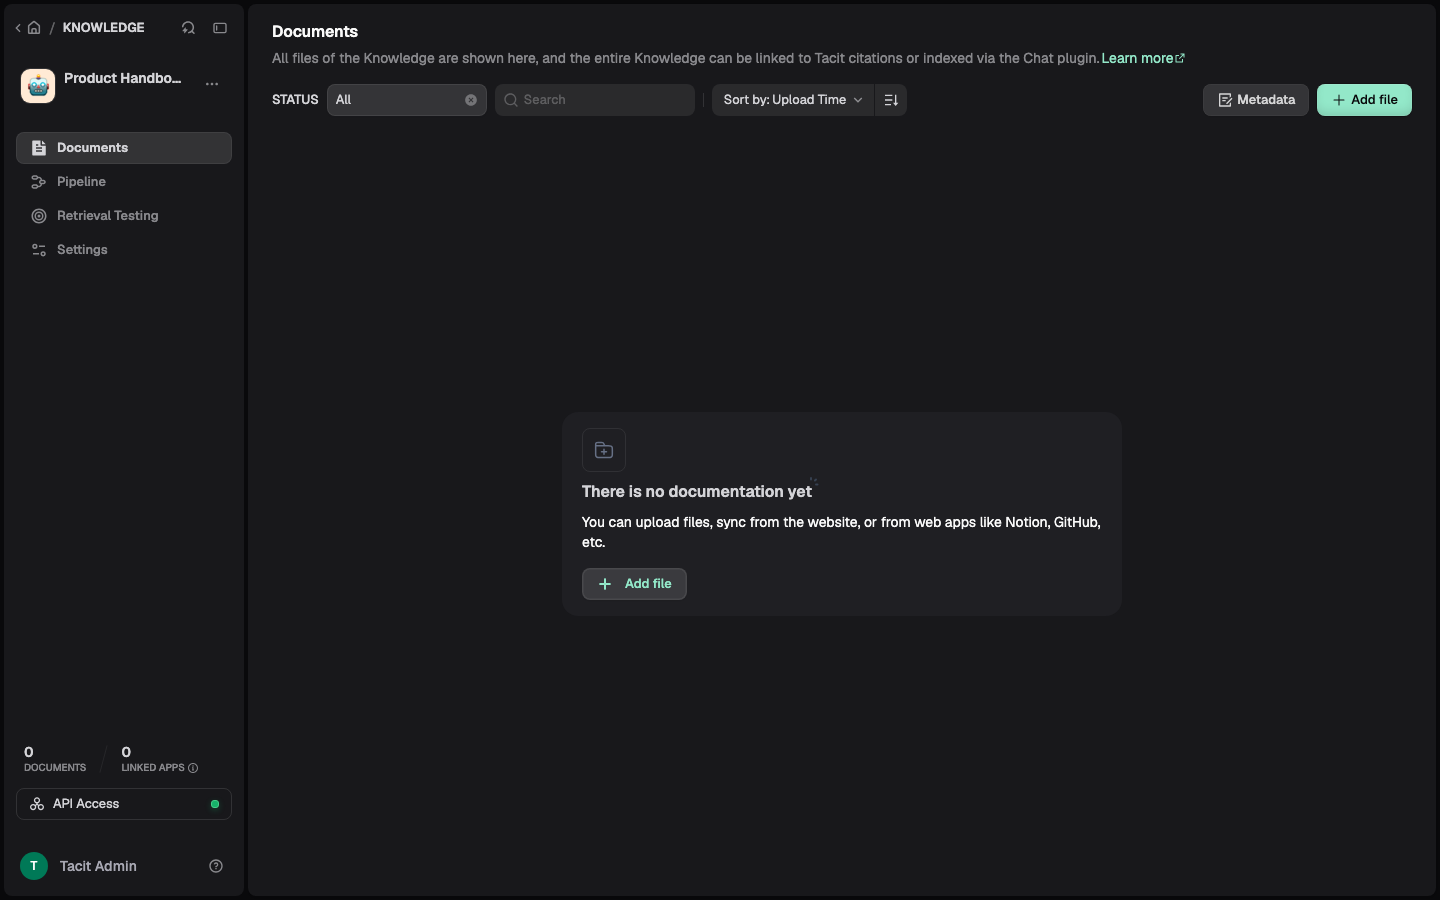 / KNOWLEDGE
Product Handbo...
Documents
Pipeline
Retrieval Testing
Settings
0
DOCUMENTS
0
LINKED APPS
API Access
T
Tacit Admin
Documents
All files of the Knowledge are shown here, and the entire Knowledge can be linked to Tacit citations or indexed via the Chat plugin. Learn more
STATUS All Search Sort by: Upload Time Metadata Add file
There is no documentation yet
You can upload files, sync from the website, or from web apps like Notion, GitHub,
etc.
Add file